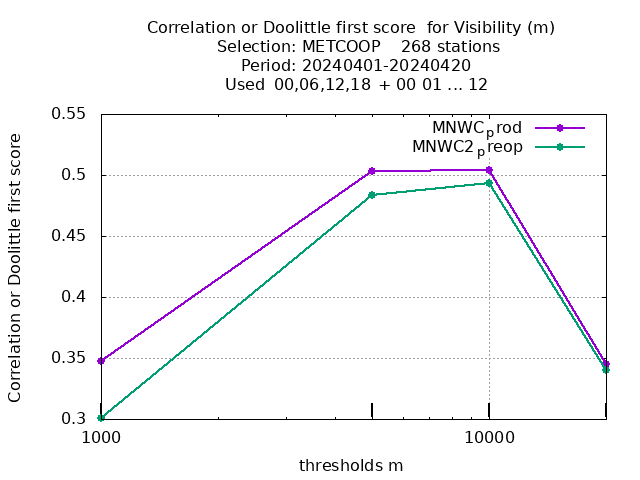 Correlation or Doolittle first score  for Visibility (m)
Selection: METCOOP    268 stations
Period: 20240401-20240420
Used  00,06,12,18  + 00 01 ... 12
0.55
0.5
0.45
0.4
0.35
0.3
Correlation or Doolittle first score
MNWCprod
MNWC2preop
1000
10000
thresholds m